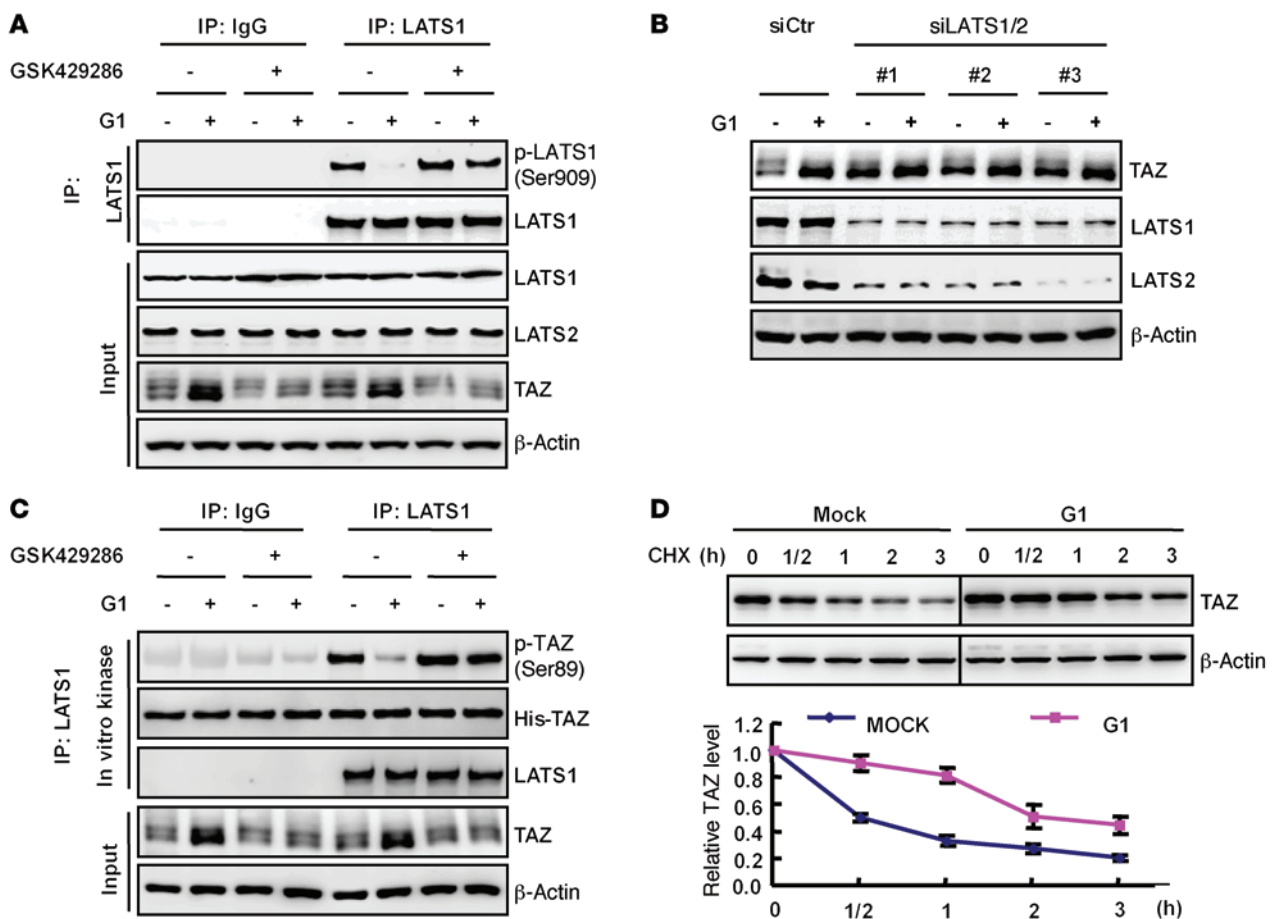 A
IP: IgG IP: LATS1
GSK429286 - + - +
G1 - + - + - + - +
IP:
LATS1
p-LATS1
(Ser909)
LATS1
Input
LATS1
LATS2
TAZ
β-Actin
B
siCtr siLATS1/2
#1 #2 #3
G1 - + - + - + - +
TAZ
LATS1
LATS2
β-Actin
C
IP: IgG IP: LATS1
GSK429286 - + - +
G1 - + - + - + - +
IP: LATS1
In vitro kinase
p-TAZ
(Ser89)
His-TAZ
LATS1
Input
TAZ
β-Actin
D
Mock G1
CHX (h) 0 1/2 1 2 3 0 1/2 1 2 3
TAZ
β-Actin
MOCK G1
Relative TAZ level
1.2
1.0
0.8
0.6
0.4
0.2
0.0
0 1/2 1 2 3 (h)